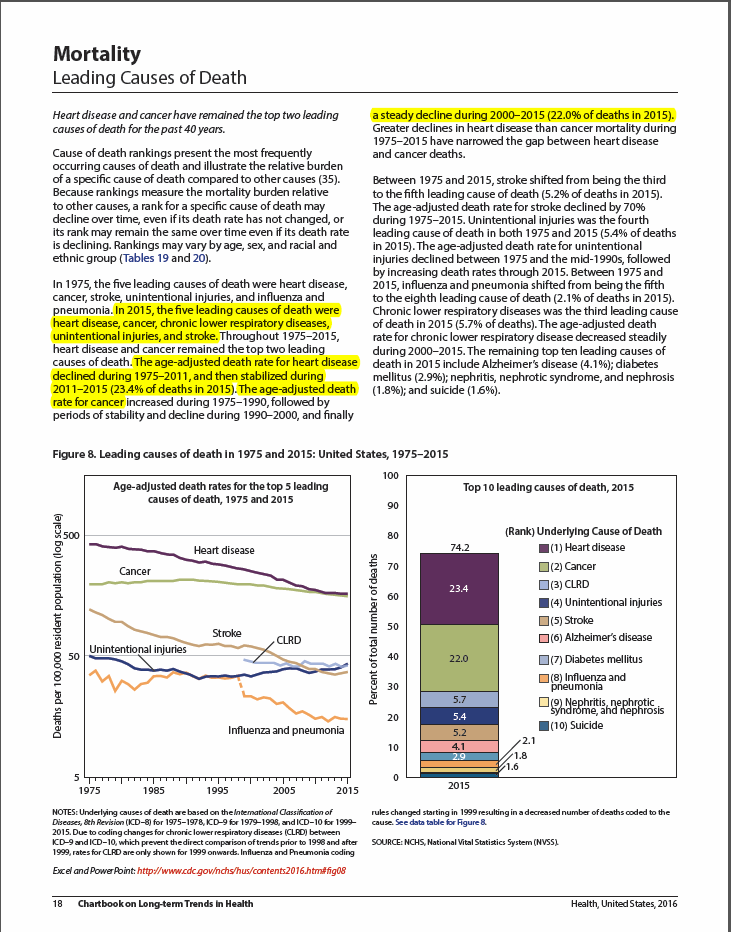 Mortality
Leading Causes of Death
Heart disease and cancer have remained the top two leading
causes of death for the past 40 years.
Cause of death rankings present the most frequently
occurring causes of death and illustrate the relative burden
of a specific cause of death compared to other causes (35).
Because rankings measure the mortality burden relative
to other causes, a rank for a specific cause of death may
decline over time, even if its death rate has not changed, or
its rank may remain the same over time even if its death rate
is declining. Rankings may vary by age, sex, and racial and
ethnic group (Tables 19 and 20).
In 1975, the five leading causes of death were heart disease,
cancer, stroke, unintentional injuries, and influenza and
pneumonia. In 2015, the five leading causes of death were
heart disease, cancer, chronic lower respiratory diseases,
unintentional injuries, and stroke. Throughout 1975–2015,
heart disease and cancer remained the top two leading
causes of death. The age-adjusted death rate for heart disease
declined during 1975–2011, and then stabilized during
2011–2015 (23.4% of deaths in 2015). The age-adjusted death
rate for cancer increased during 1975–1990, followed by
periods of stability and decline during 1990–2000, and finally
a steady decline during 2000–2015 (22.0% of deaths in 2015).
Greater declines in heart disease than cancer mortality during
1975–2015 have narrowed the gap between heart disease
and cancer deaths.
Between 1975 and 2015, stroke shifted from being the third
to the fifth leading cause of death (5.2% of deaths in 2015).
The age-adjusted death rate for stroke declined by 70%
during 1975–2015. Unintentional injuries was the fourth
leading cause of death in both 1975 and 2015 (5.4% of deaths
in 2015). The age-adjusted death rate for unintentional
injuries declined between 1975 and the mid-1990s, followed
by increasing death rates through 2015. Between 1975 and
2015, influenza and pneumonia shifted from being the fifth
to the eighth leading cause of death (2.1% of deaths in 2015).
Chronic lower respiratory diseases was the third leading cause
of death in 2015 (5.7% of deaths). The age-adjusted death
rate for chronic lower respiratory disease decreased steadily
during 2000–2015. The remaining top ten leading causes of
death in 2015 include Alzheimer's disease (4.1%); diabetes
mellitus (2.9%); nephritis, nephrotic syndrome, and nephrosis
(1.8%); and suicide (1.6%).
Figure 8. Leading causes of death in 1975 and 2015: United States, 1975–2015
Age-adjusted death rates for the top 5 leading
causes of death, 1975 and 2015
Deaths per 100,000 resident population (log scale)
500
50
5
Heart disease
Cancer
Stroke
CLRD
Unintentional injuries
Influenza and pneumonia
1975
1985
1995
2005
2015
Top 10 leading causes of death, 2015
Percent of total number of deaths
100
90
80
70
60
50
40
30
20
10
0
74.2
23.4
22.0
5.7
5.4
5.2
4.1
2.9
2.1
1.8
1.6
2015
(Rank) Underlying Cause of Death
(1) Heart disease
(2) Cancer
(3) CLRD
(4) Unintentional injuries
(5) Stroke
(6) Alzheimer's disease
(7) Diabetes mellitus
(8) Influenza and
pneumonia
(9) Nephritis, nephrotic
syndrome, and nephrosis
(10) Suicide
NOTES: Underlying causes of death are based on the International Classification of
Diseases, 8th Revision (ICD–8) for 1975–1978, ICD–9 for 1979–1998, and ICD–10 for 1999–
2015. Due to coding changes for chronic lower respiratory diseases (CLRD) between
ICD–9 and ICD–10, which prevent the direct comparison of trends prior to 1998 and after
1999, rates for CLRD are only shown for 1999 onwards. Influenza and Pneumonia coding
rules changed starting in 1999 resulting in a decreased number of deaths coded to the
cause. See data table for Figure 8.
SOURCE: NCHS, National Vital Statistics System (NVSS).
Excel and PowerPoint: http://www.cdc.gov/nchs/hus/contents2016.htm#fig08
18 Chartbook on Long-term Trends in Health
Health, United States, 2016